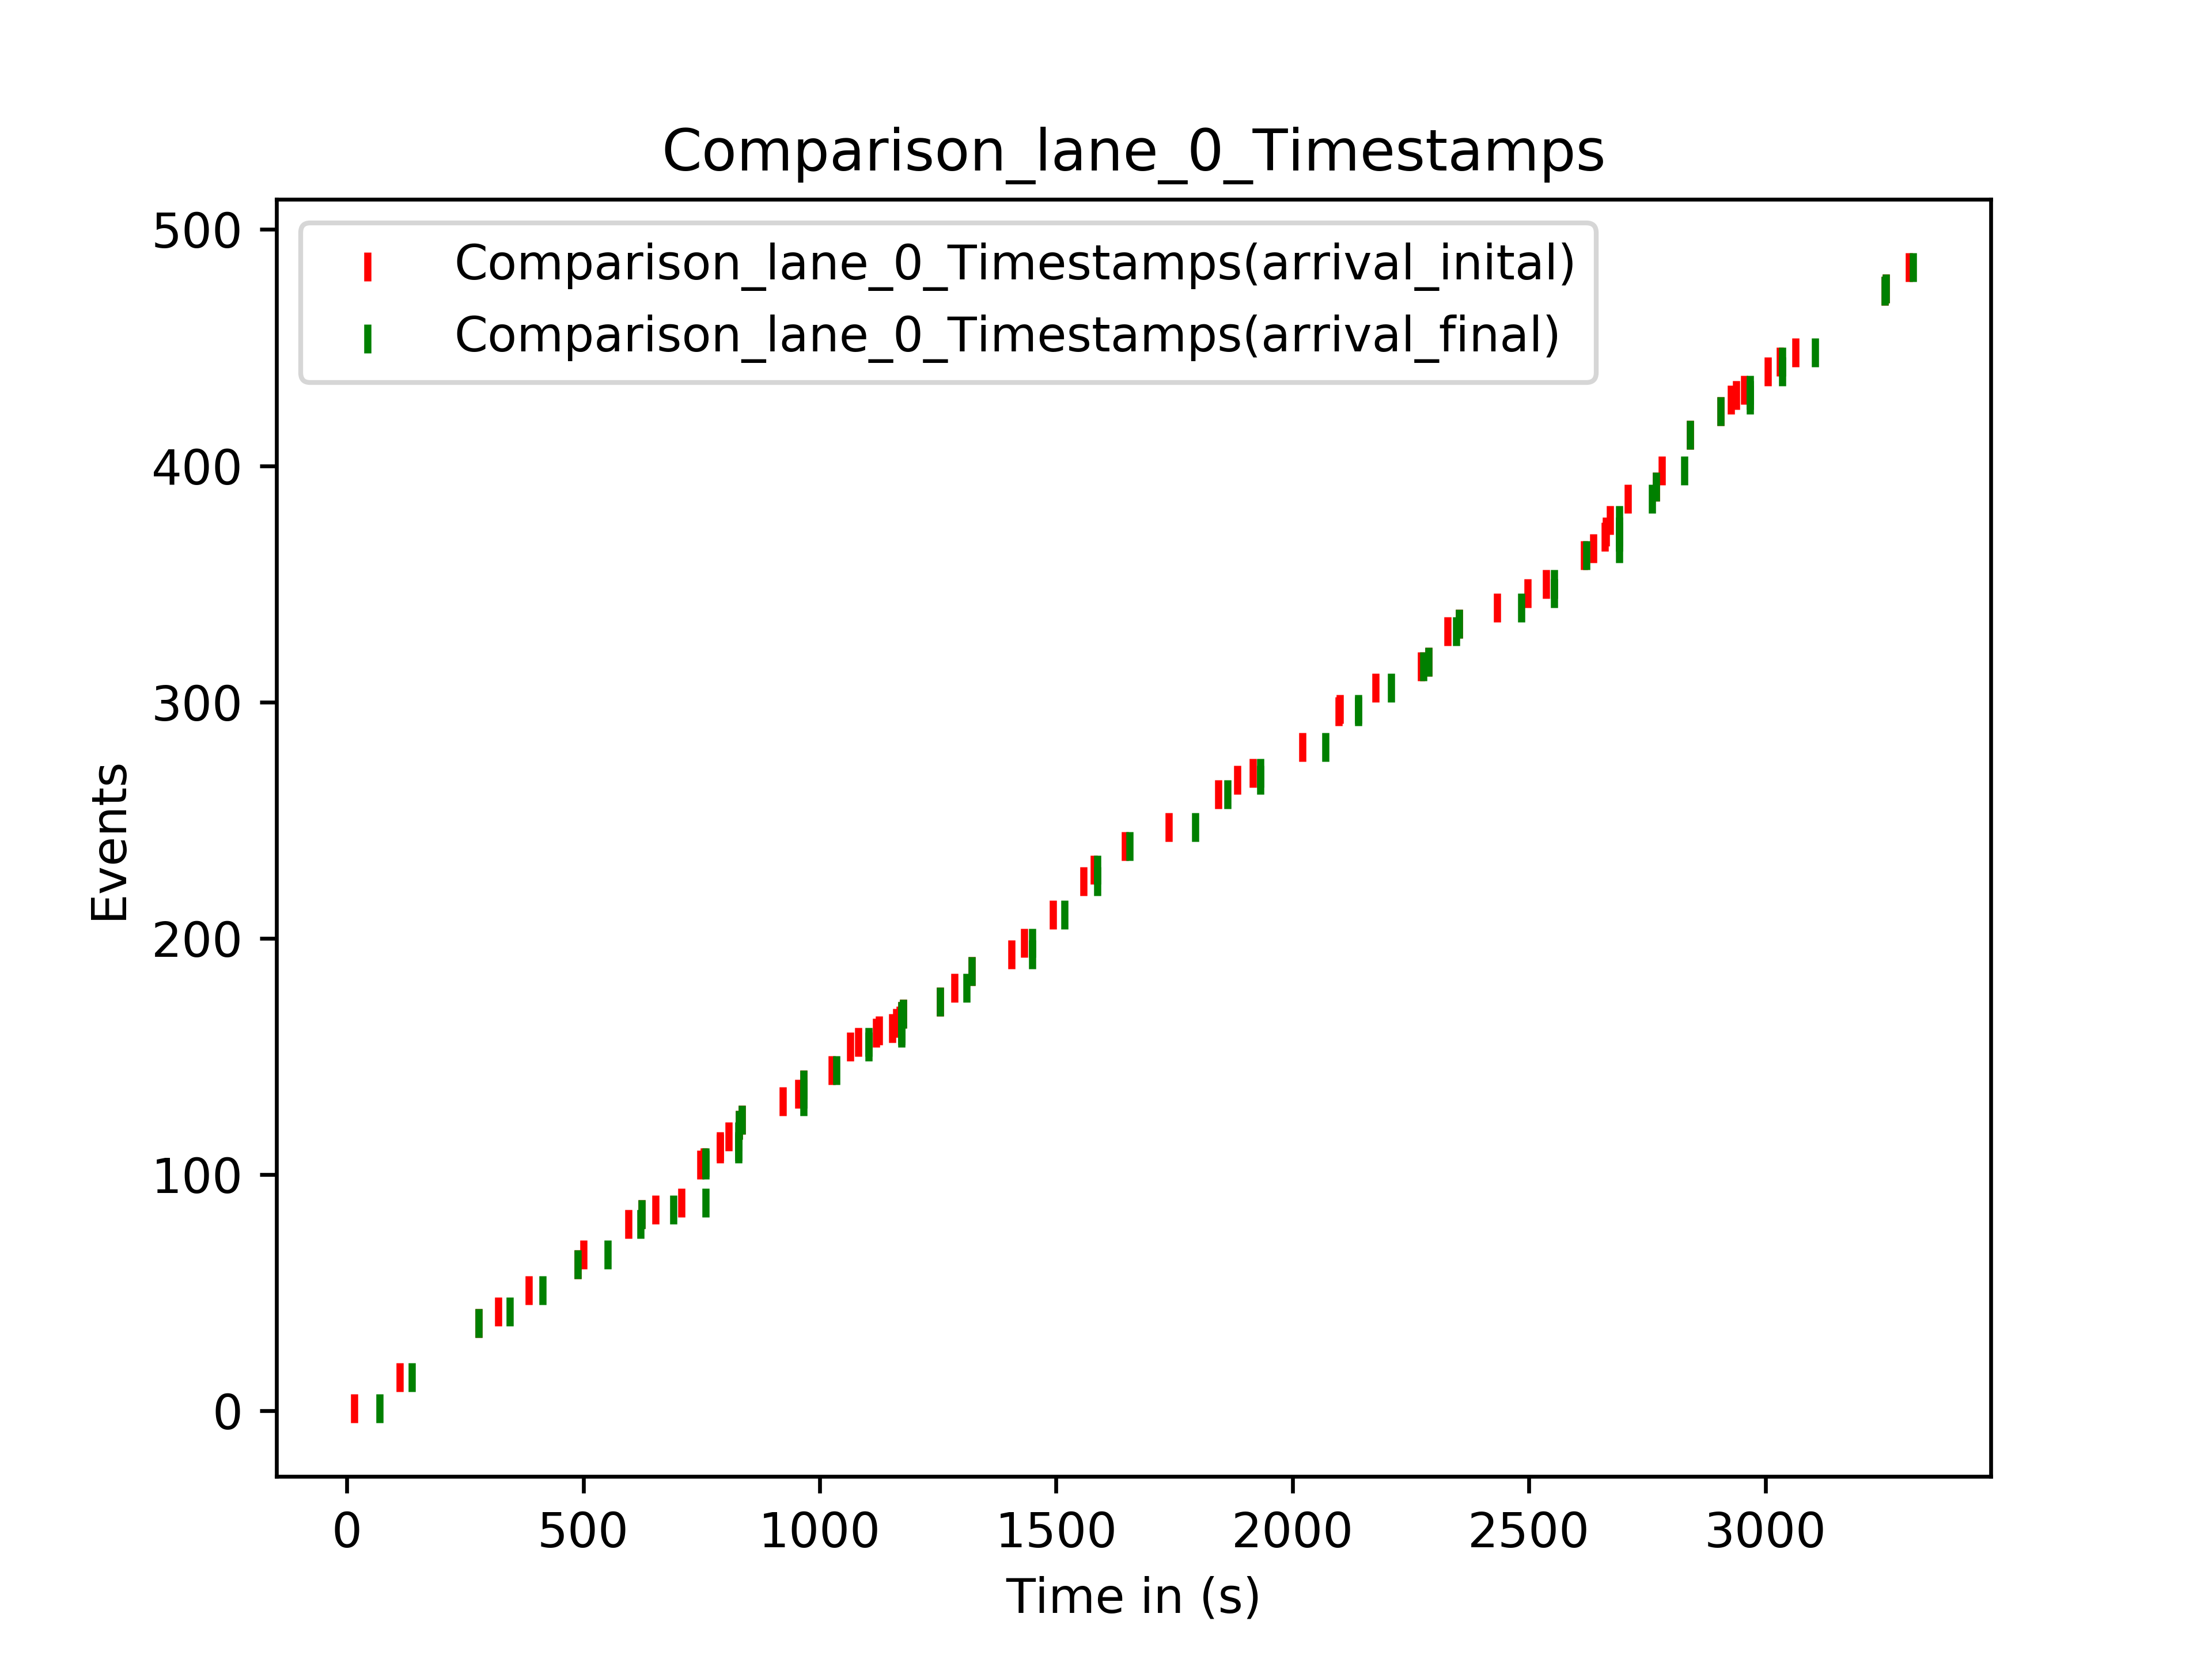 Comparison_lane_0_Timestamps
500
Comparison_lane_0_Timestamps(arrival_inital)
Comparison_lane_0_Timestamps(arrival_final)
400
300
Events
200
100
0
0 500 1000 1500 2000 2500 3000
Time in (s)